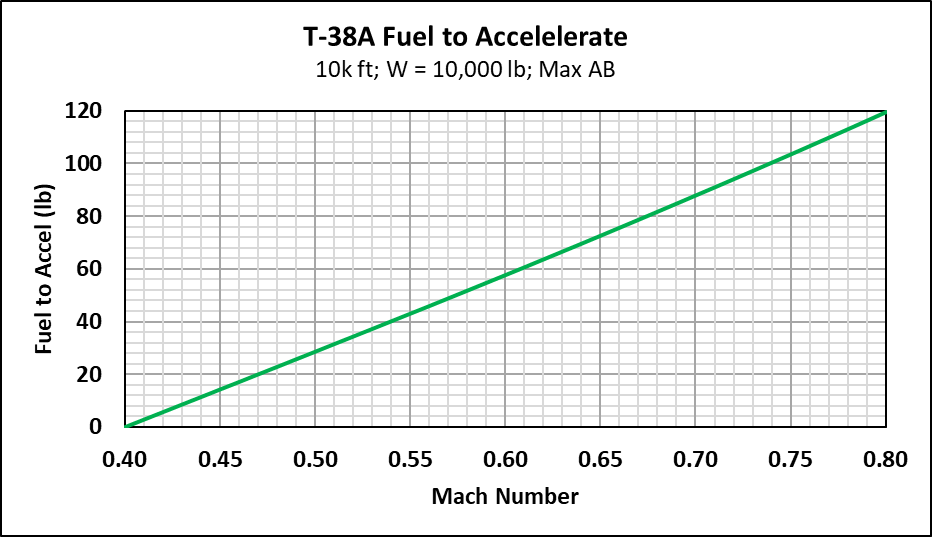 T-38A Fuel to Accelelerate
10k ft; W = 10,000 lb; Max AB
Fuel to Accel (lb)
120
100
80
60
40
20
0
0.40 0.45 0.50 0.55 0.60 0.65 0.70 0.75 0.80
Mach Number